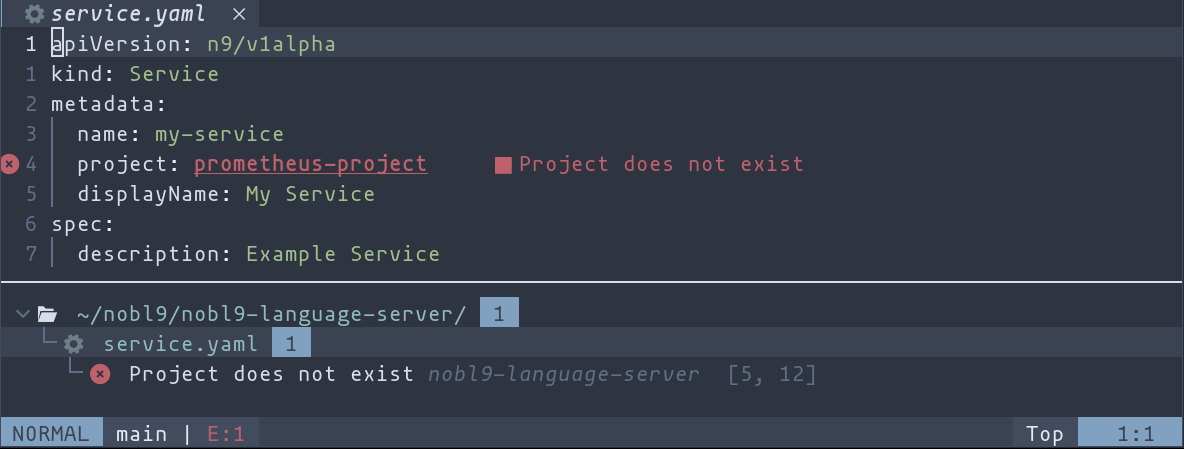 service.yaml ×
1 apiVersion: n9/v1alpha
1 kind: Service
2 metadata:
3 name: my-service
4 project: prometheus-project Project does not exist
5 displayName: My Service
6 spec:
7 description: Example Service
~/nobl9/nobl9-language-server/ 1
service.yaml 1
Project does not exist nobl9-language-server [5, 12]
NORMAL main | E:1 Top 1:1